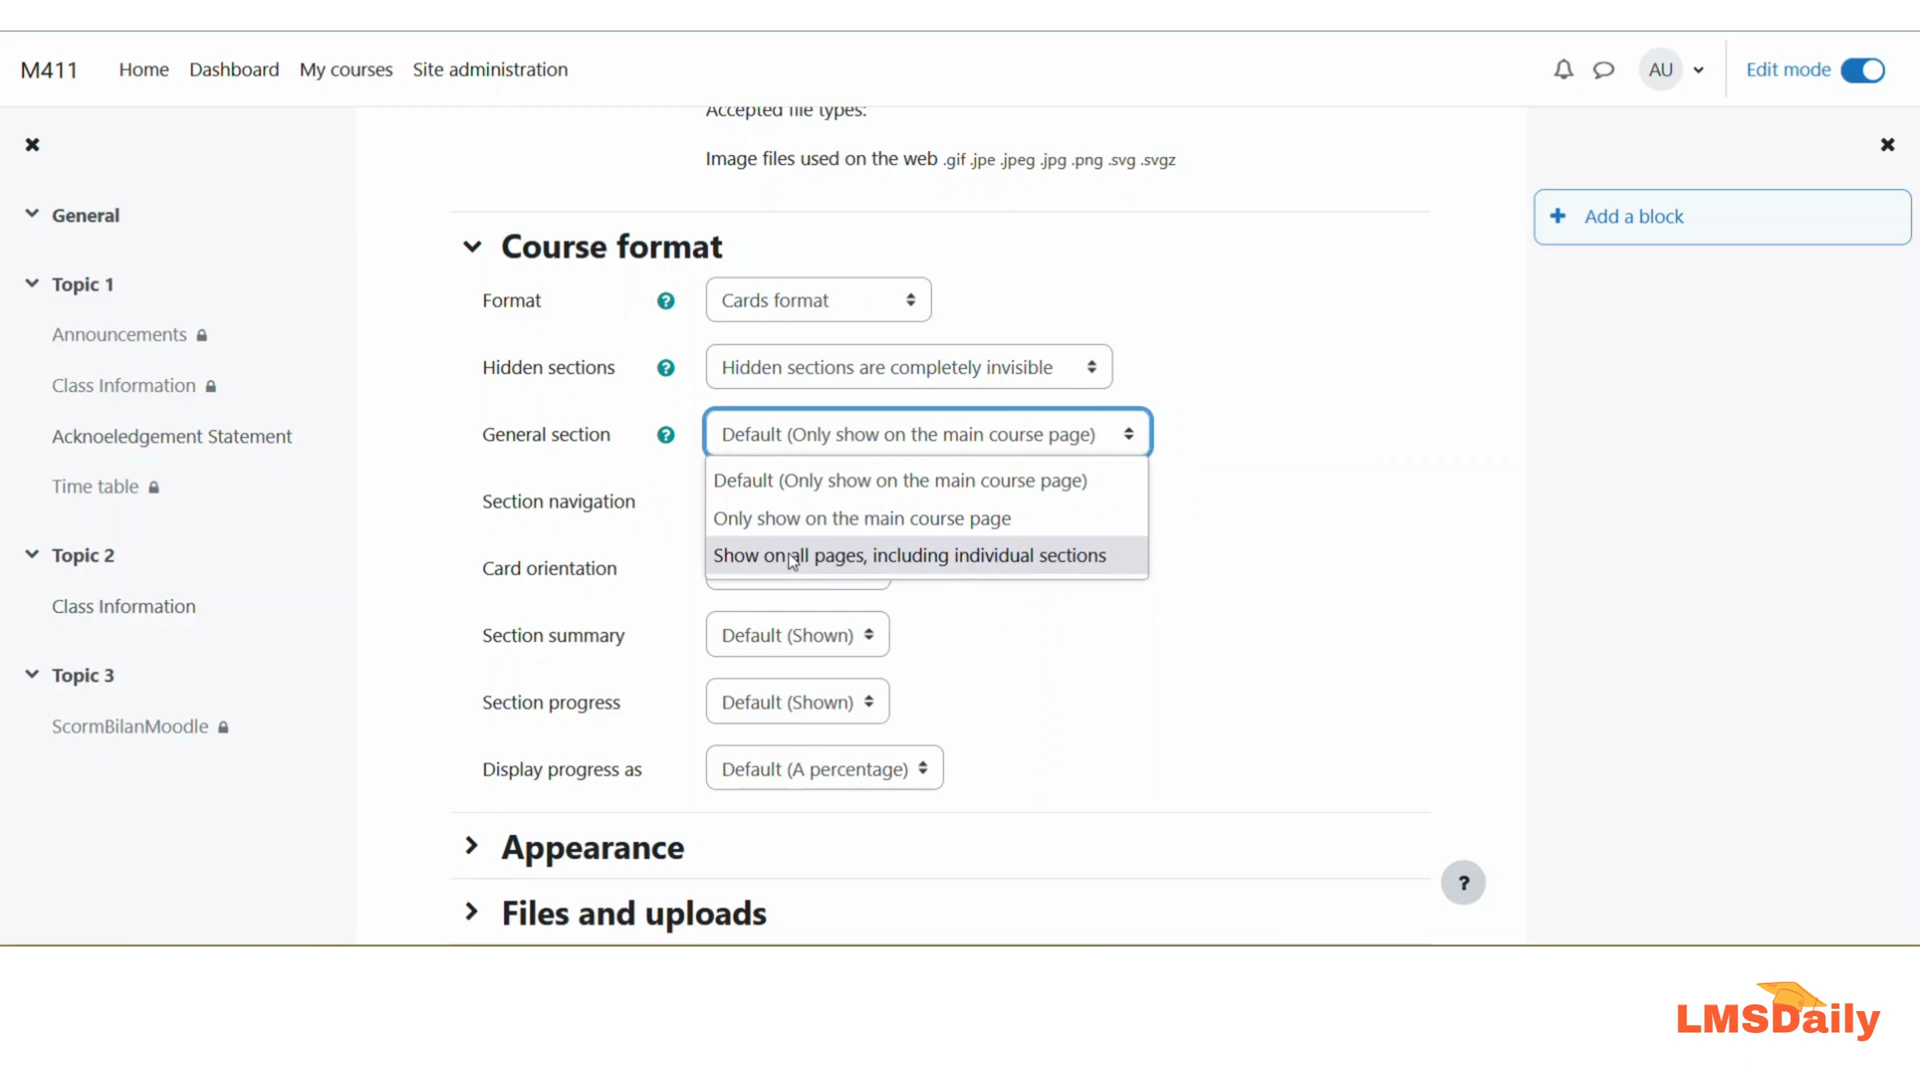 M411 Home Dashboard My courses Site administration AU Edit mode
Accepted file types:
Image files used on the web .gif .jpe .jpeg .jpg .png .svg .svgz
General
Topic 1
Announcements
Class Information
Acknoeledgement Statement
Time table
Topic 2
Class Information
Topic 3
ScormBilanMoodle
Course format
Format ? Cards format
Hidden sections ? Hidden sections are completely invisible
General section ? Default (Only show on the main course page)
Default (Only show on the main course page)
Only show on the main course page
Show on all pages, including individual sections
Section navigation
Card orientation
Section summary Default (Shown)
Section progress Default (Shown)
Display progress as Default (A percentage)
Appearance
Files and uploads
+ Add a block
?
LMSDaily